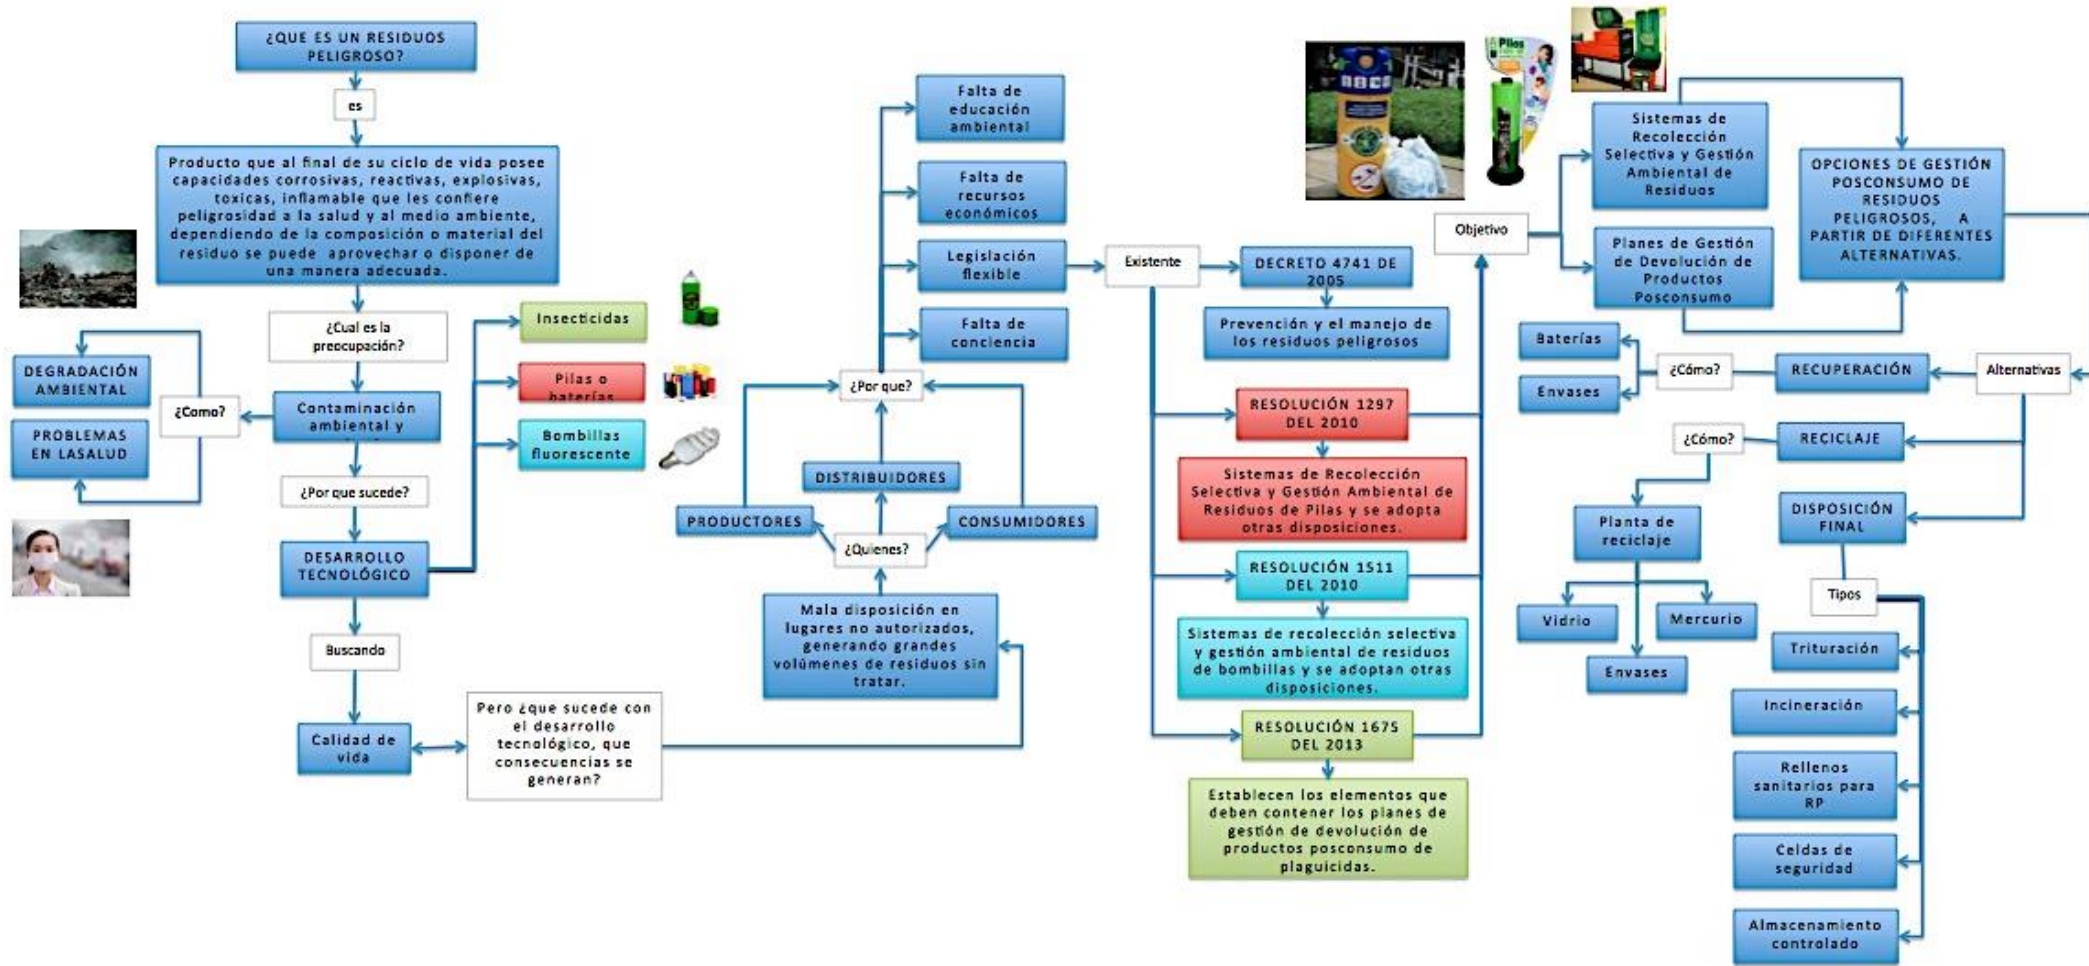 ¿QUE ES UN RESIDUOS
PELIGROSO?
es
Producto que al final de su ciclo de vida posee
capacidades corrosivas, reactivas, explosivas,
toxicas, inflamable que les confiere
peligrosidad a la salud y al medio ambiente,
dependiendo de la composición o material del
residuo se puede aprovechar o disponer de
una manera adecuada.
¿Cual es la
preocupación?
DEGRADACIÓN
AMBIENTAL
PROBLEMAS
EN LASALUD
¿Como?
Contaminación
ambiental y
¿Por que sucede?
DESARROLLO
TECNOLÓGICO
Insecticidas
Pilas o
baterías
Bombillas
fluorescente
Buscando
Calidad de
vida
Pero ¿que sucede con
el desarrollo
tecnológico, que
consecuencias se
generan?
Mala disposición en
lugares no autorizados,
generando grandes
volúmenes de residuos sin
tratar.
¿Quienes?
PRODUCTORES
DISTRIBUIDORES
CONSUMIDORES
¿Por que?
Falta de
educación
ambiental
Falta de
recursos
económicos
Legislación
flexible
Falta de
conciencia
Existente
DECRETO 4741 DE
2005
Prevención y el manejo de
los residuos peligrosos
RESOLUCIÓN 1297
DEL 2010
Sistemas de Recolección
Selectiva y Gestión Ambiental de
Residuos de Pilas y se adopta
otras disposiciones.
RESOLUCIÓN 1511
DEL 2010
Sistemas de recolección selectiva
y gestión ambiental de residuos
de bombillas y se adoptan otras
disposiciones.
RESOLUCIÓN 1675
DEL 2013
Establecen los elementos que
deben contener los planes de
gestión de devolución de
productos posconsumo de
plaguicidas.
Pilas
Objetivo
Sistemas de
Recolección
Selectiva y Gestión
Ambiental de
Residuos
Planes de Gestión
de Devolución de
Productos
Posconsumo
OPCIONES DE GESTIÓN
POSCONSUMO DE
RESIDUOS
PELIGROSOS, A
PARTIR DE DIFERENTES
ALTERNATIVAS.
Alternativas
RECUPERACIÓN
¿Cómo?
Baterías
Envases
RECICLAJE
¿Cómo?
Planta de
reciclaje
Vidrio
Mercurio
Envases
DISPOSICIÓN
FINAL
Tipos
Trituración
Incineración
Rellenos
sanitarios para
RP
Celdas de
seguridad
Almacenamiento
controlado